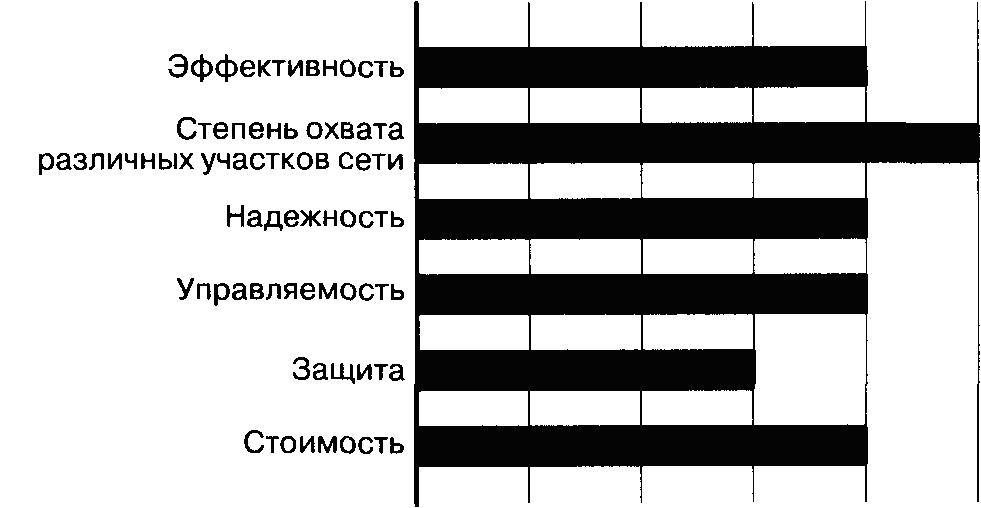 Эффективность
Степень охвата
различных участков сети
Надежность
Управляемость
Защита
Стоимость